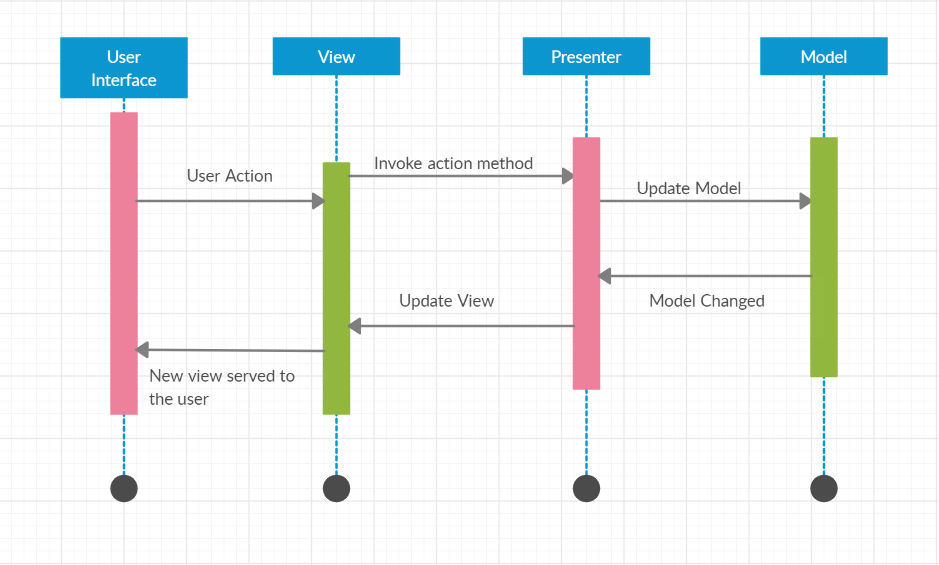 User
Interface
View
Presenter
Model
Invoke action method
User Action
Update Model
Update View
Model Changed
New view served to
the user